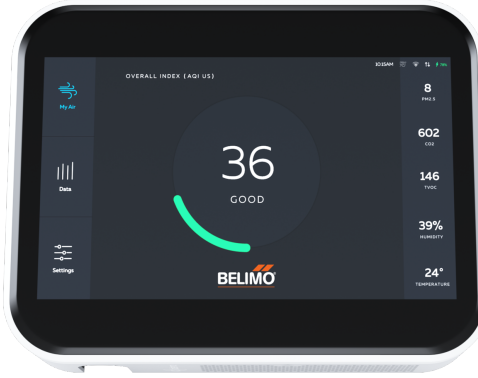 10:15AM
OVERALL INDEX (AQI US)
My Air
Data
Settings
36
GOOD
BELIMO
8
PM2.5
602
CO2
146
TVOC
39%
HUMIDITY
24°
TEMPERATURE